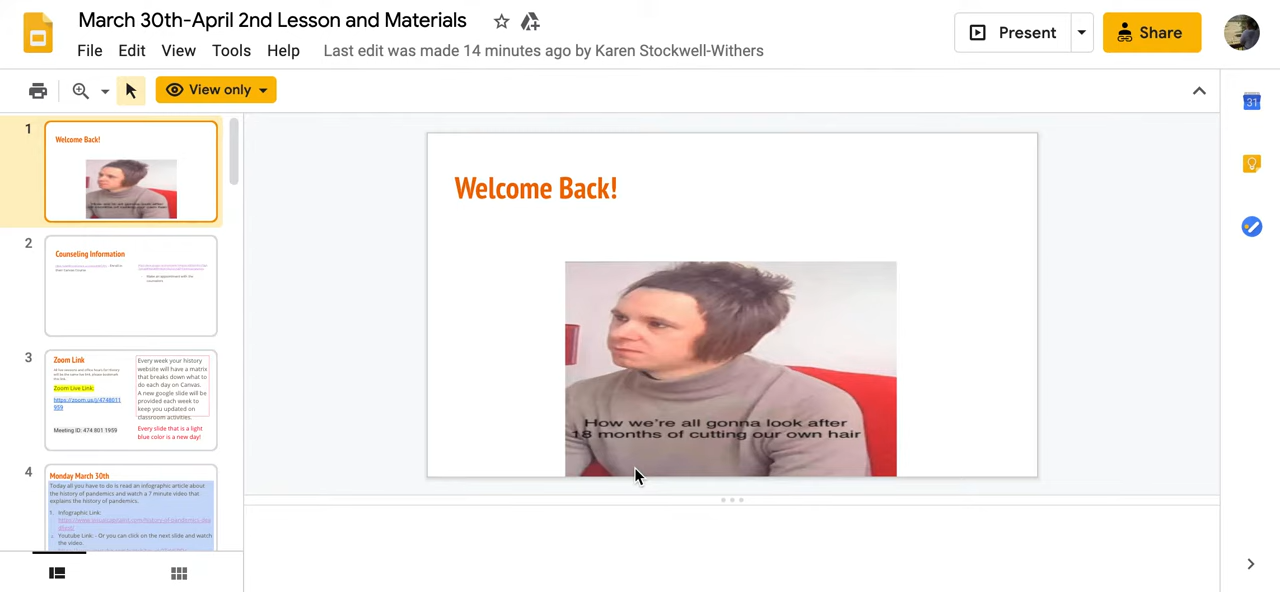 March 30th-April 2nd Lesson and Materials
File Edit View Tools Help Last edit was made 14 minutes ago by Karen Stockwell-Withers
Present
Share
View only
31
1
Welcome Back!
2
Counseling Information
3
Zoom Link
Zoom Live Link:
https://zoom.us/j/4748011
959
Meeting ID: 474 801 1959
Every week your history
website will have a matrix
that breaks down what to
do each day on Canvas.
A new google slide will be
provided each week to
keep you updated on
classroom activities.
Every slide that is a light
blue color is a new day!
4
Monday March 30th
Today all you have to do is read an infographic article about
the history of pandemics and watch a 7 minute video that
explains the history of pandemics.
1. Infographic Link:
Youtube Link: - Or you can click on the next slide and watch
the video.
Welcome Back!
How we're all gonna look after
18 months of cutting our own hair